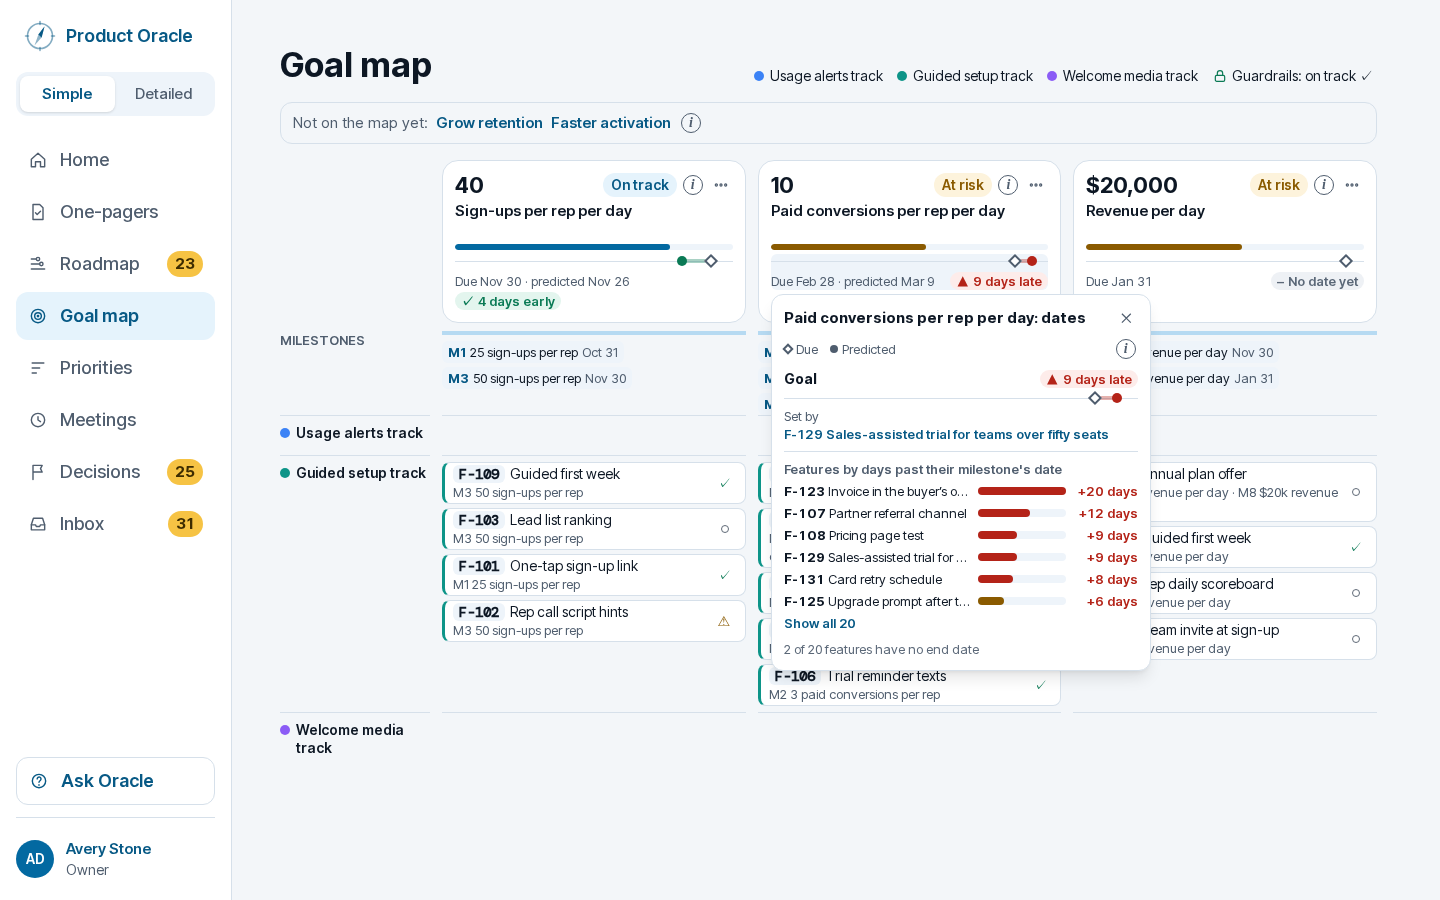 Product Oracle
Simple
Detailed
Home
One-pagers
Roadmap 23
Goal map
Priorities
Meetings
Decisions 25
Inbox 31
Ask Oracle
AD
Avery Stone
Owner
Goal map
Usage alerts track
Guided setup track
Welcome media track
Guardrails: on track ✓
Not on the map yet: Grow retention Faster activation i
40
On track i
Sign-ups per rep per day
Due Nov 30 · predicted Nov 26
✓ 4 days early
10
At risk i
Paid conversions per rep per day
Due Feb 28 · predicted Mar 9
▲ 9 days late
$20,000
At risk i
Revenue per day
Due Jan 31
– No date yet
MILESTONES
M1 25 sign-ups per rep Oct 31
M3 50 sign-ups per rep Nov 30
per day Nov 30
per day Jan 31
Usage alerts track
Guided setup track
F-109 Guided first week
M3 50 sign-ups per rep
F-103 Lead list ranking
M3 50 sign-ups per rep
F-101 One-tap sign-up link
M1 25 sign-ups per rep
F-102 Rep call script hints
M3 50 sign-ups per rep
Paid conversions per rep per day: dates
Due
Predicted
i
Goal
▲ 9 days late
Set by
F-129 Sales-assisted trial for teams over fifty seats
Features by days past their milestone's date
F-123 Invoice in the buyer's o… +20 days
F-107 Partner referral channel +12 days
F-108 Pricing page test +9 days
F-129 Sales-assisted trial for … +9 days
F-131 Card retry schedule +8 days
F-125 Upgrade prompt after t… +6 days
Show all 20
2 of 20 features have no end date
F-106 Trial reminder texts
M2 3 paid conversions per rep
plan offer
per day · M8 $20k revenue
first week
per day
daily scoreboard
per day
invite at sign-up
per day
Welcome media
track